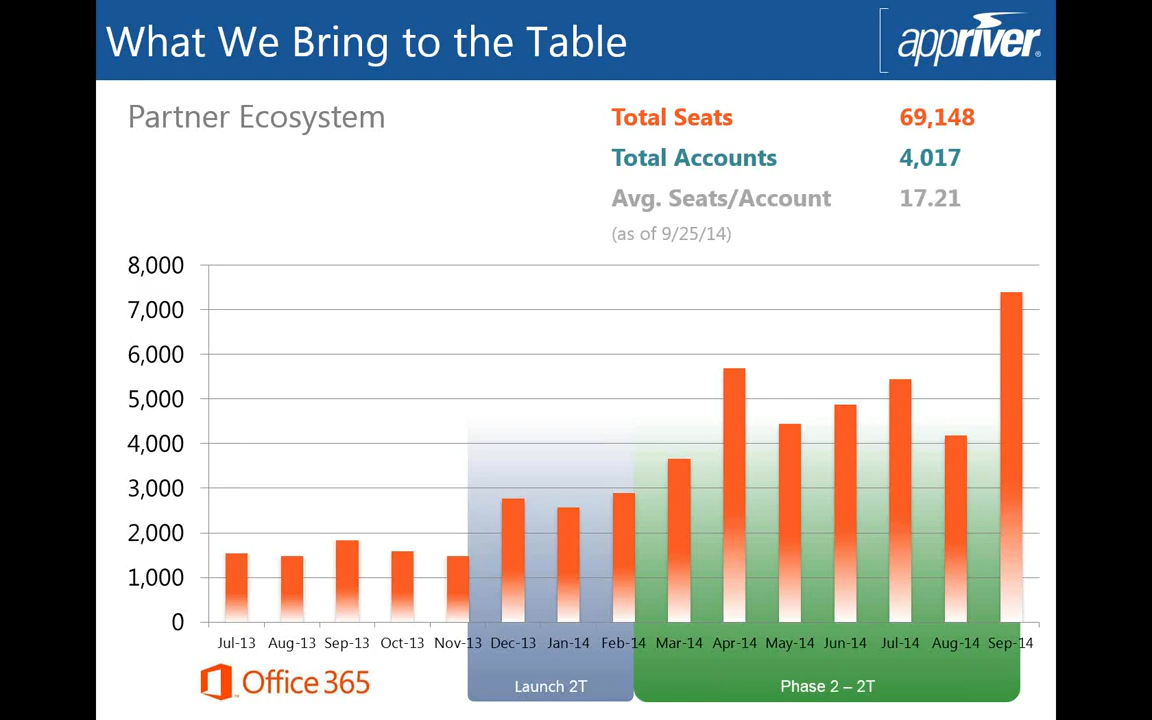 What We Bring to the Table
appriver®
Partner Ecosystem
Total Seats 69,148
Total Accounts 4,017
Avg. Seats/Account 17.21
(as of 9/25/14)
8,000
7,000
6,000
5,000
4,000
3,000
2,000
1,000
0
Jul-13 Aug-13 Sep-13 Oct-13 Nov-13 Dec-13 Jan-14 Feb-14 Mar-14 Apr-14 May-14 Jun-14 Jul-14 Aug-14 Sep-14
Office 365
Launch 2T
Phase 2 – 2T